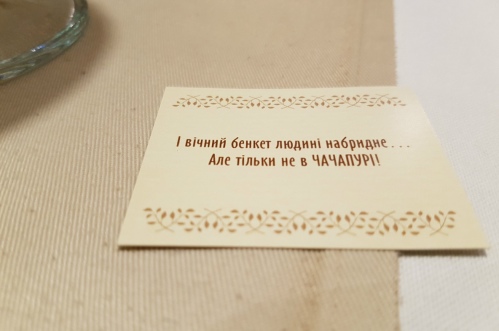 І вічний бенкет людині набридне...
Але тільки не в ЧАЧАПУРІ!